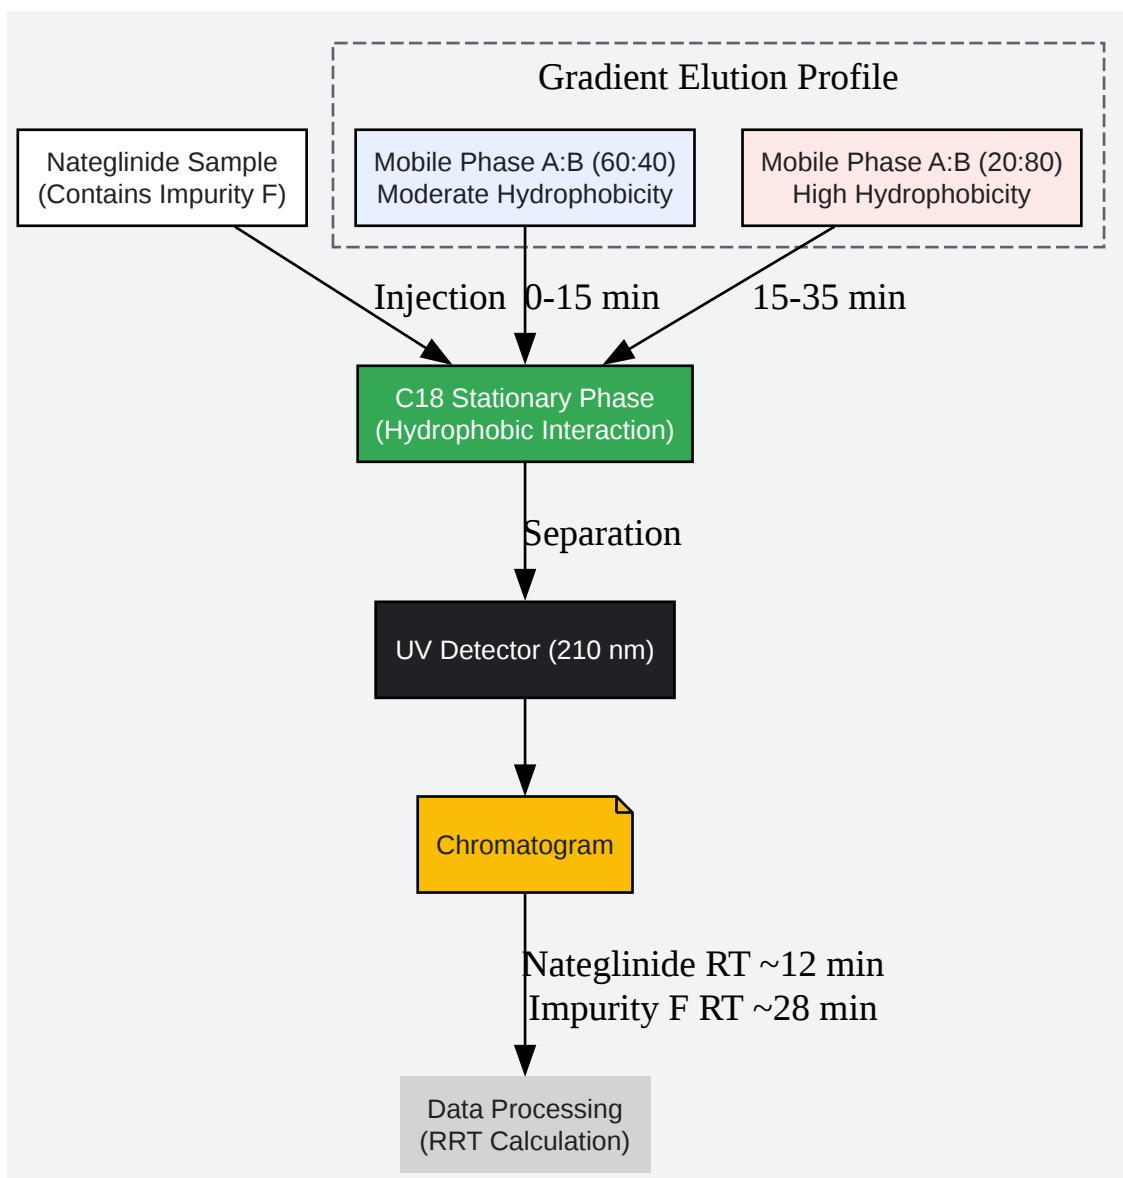 Gradient Elution Profile
Nateglinide Sample
(Contains Impurity F)
Mobile Phase A:B (60:40)
Moderate Hydrophobicity
Mobile Phase A:B (20:80)
High Hydrophobicity
Injection
0-15 min
15-35 min
C18 Stationary Phase
(Hydrophobic Interaction)
Separation
UV Detector (210 nm)
Chromatogram
Nateglinide RT ~12 min
Impurity F RT ~28 min
Data Processing
(RRT Calculation)